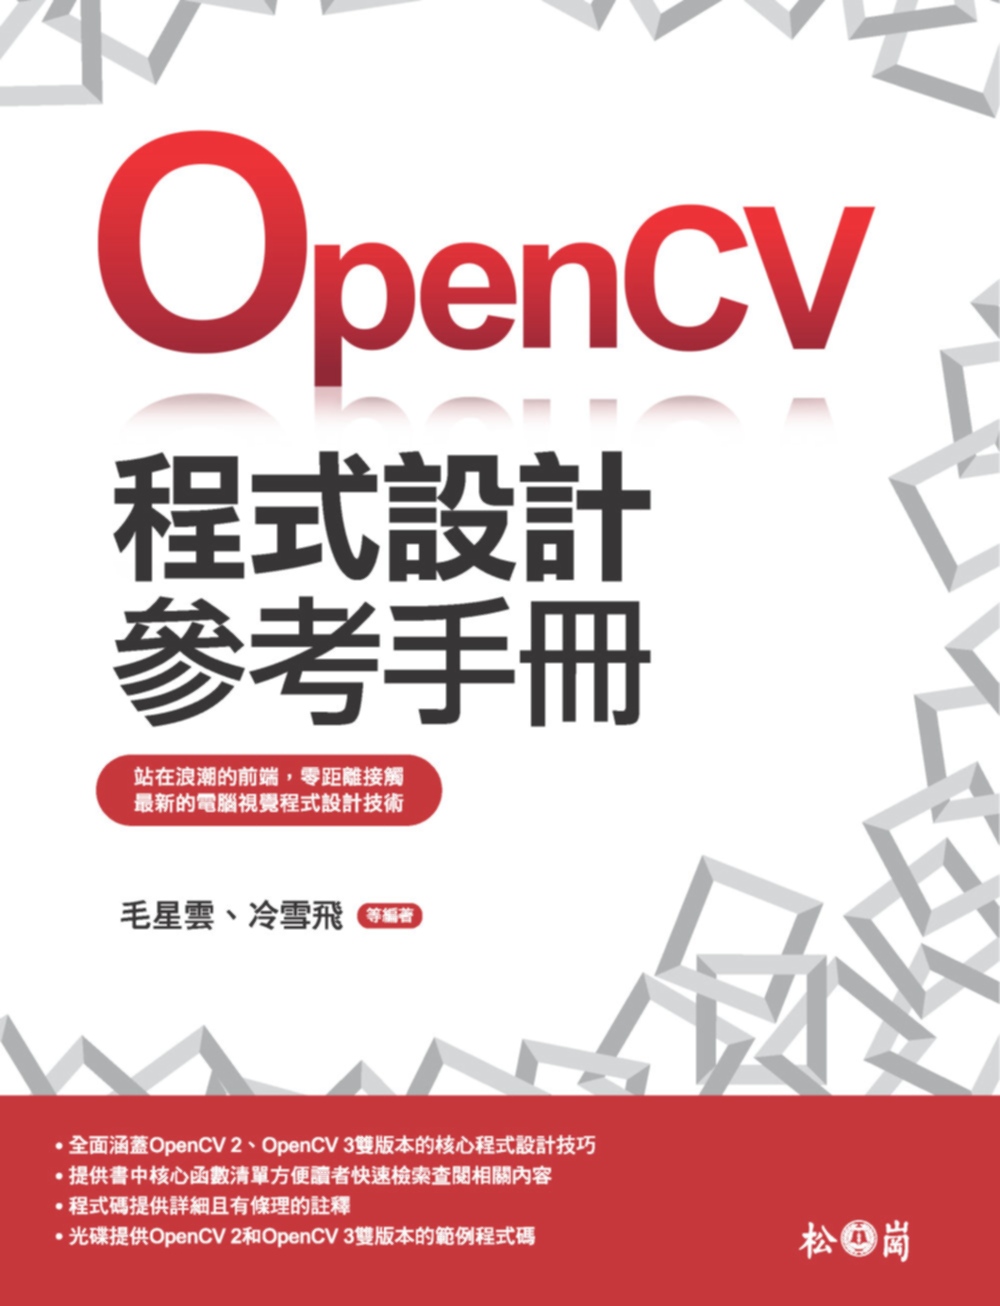 OpenCV
程式設計
參考手冊
站在浪潮的前端，零距離接觸
最新的電腦視覺程式設計技術
毛星雲、冷雪飛 等編著
•全面涵蓋OpenCV 2、OpenCV 3雙版本的核心程式設計技巧
•提供書中核心函數清單方便讀者快速檢索查閱相關內容
•程式碼提供詳細且有條理的註釋
•光碟提供OpenCV 2和OpenCV 3雙版本的範例程式碼
松崗